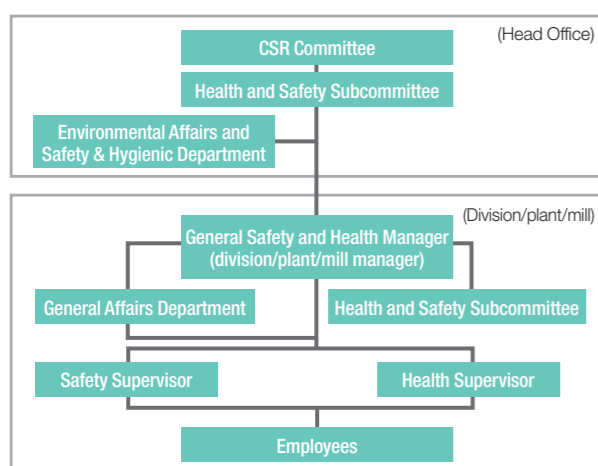 (Head Office)
CSR Committee
Health and Safety Subcommittee
Environmental Affairs and
Safety & Hygienic Department
(Division/plant/mill)
General Safety and Health Manager
(division/plant/mill manager)
General Affairs Department
Health and Safety Subcommittee
Safety Supervisor
Health Supervisor
Employees